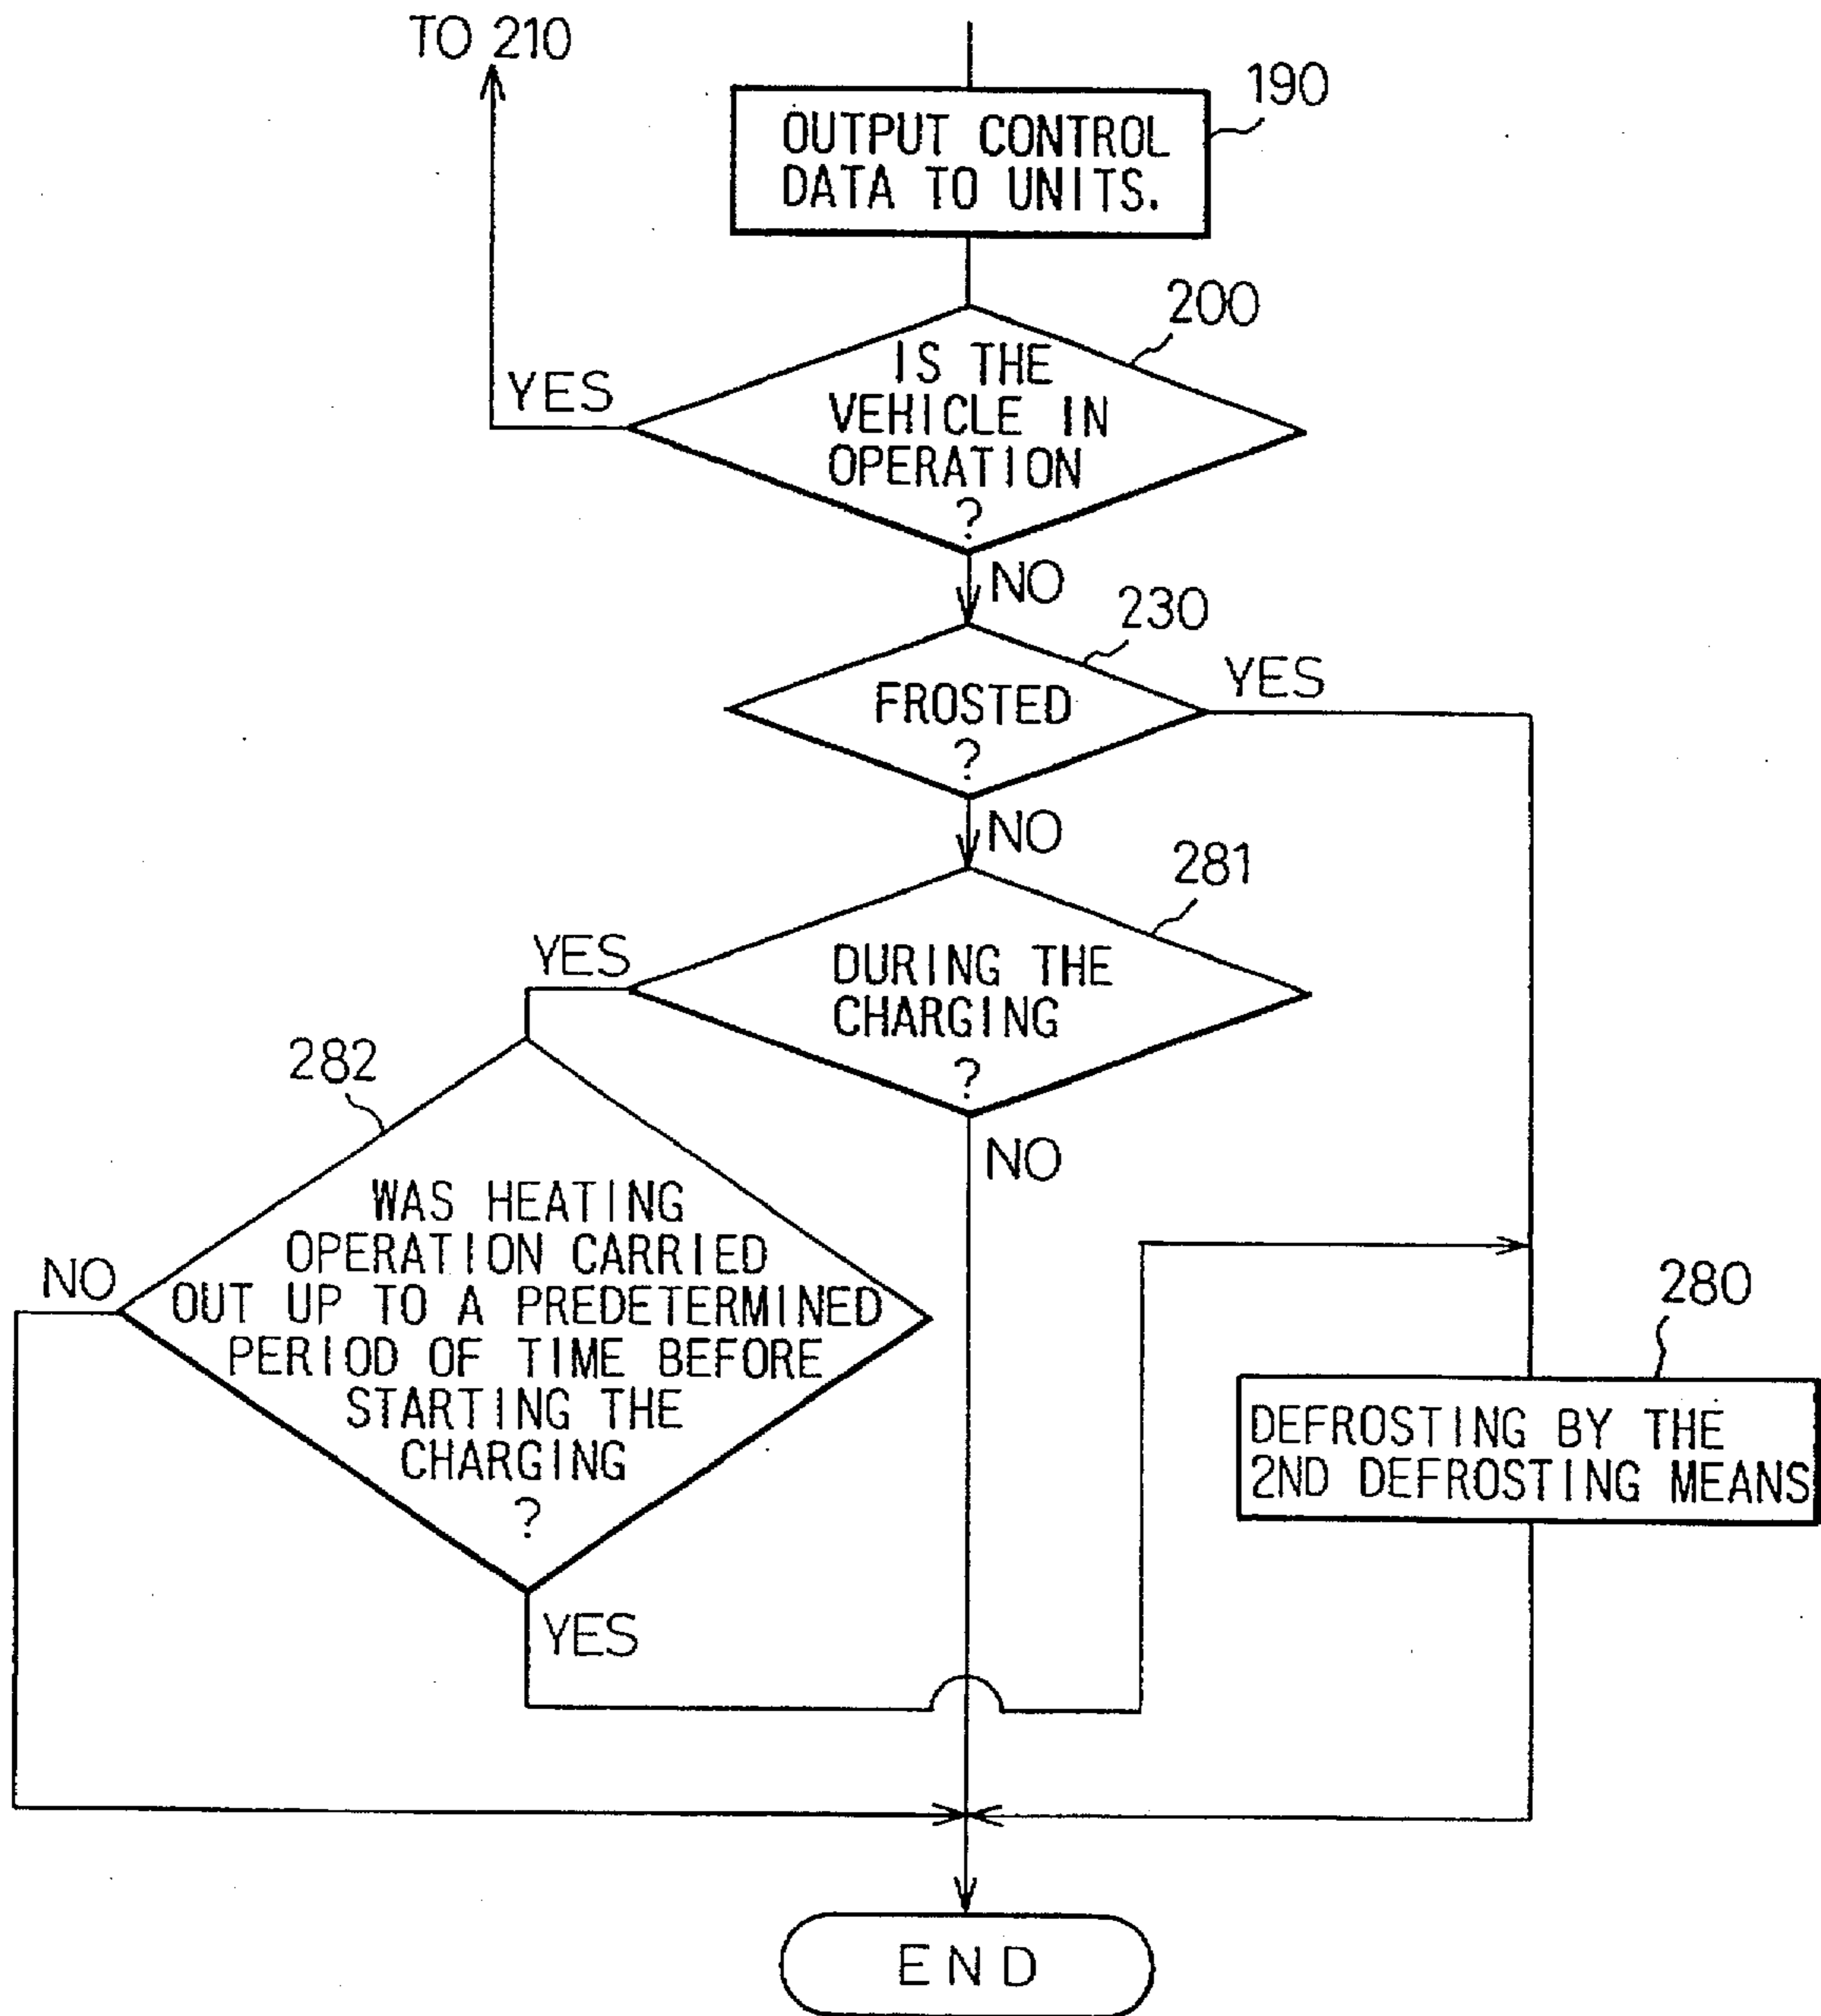 TO 210
190
OUTPUT CONTROL
DATA TO UNITS.
200
IS THE
VEHICLE IN
OPERATION
?
YES
NO
230
FROSTED
?
YES
NO
281
DURING THE
CHARGING
?
YES
NO
282
WAS HEATING
OPERATION CARRIED
OUT UP TO A PREDETERMINED
PERIOD OF TIME BEFORE
STARTING THE
CHARGING
?
NO
YES
280
DEFROSTING BY THE
2ND DEFROSTING MEANS
END